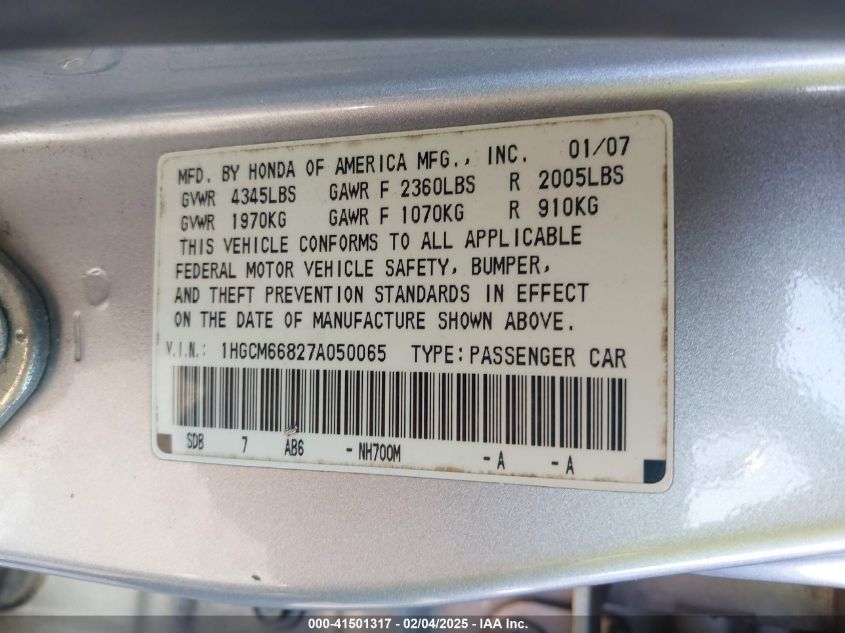 MFD. BY HONDA OF AMERICA MFG., INC. 01/07
GVWR 4345LBS GAWR F 2360LBS R 2005LBS
GVWR 1970KG GAWR F 1070KG R 910KG
THIS VEHICLE CONFORMS TO ALL APPLICABLE
FEDERAL MOTOR VEHICLE SAFETY, BUMPER,
AND THEFT PREVENTION STANDARDS IN EFFECT
ON THE DATE OF MANUFACTURE SHOWN ABOVE.
V.I.N.: 1HGCM66827A050065 TYPE: PASSENGER CAR
SDB 7 AB6 -NH700M -A -A
000-41501317 - 02/04/2025 - IAA Inc.